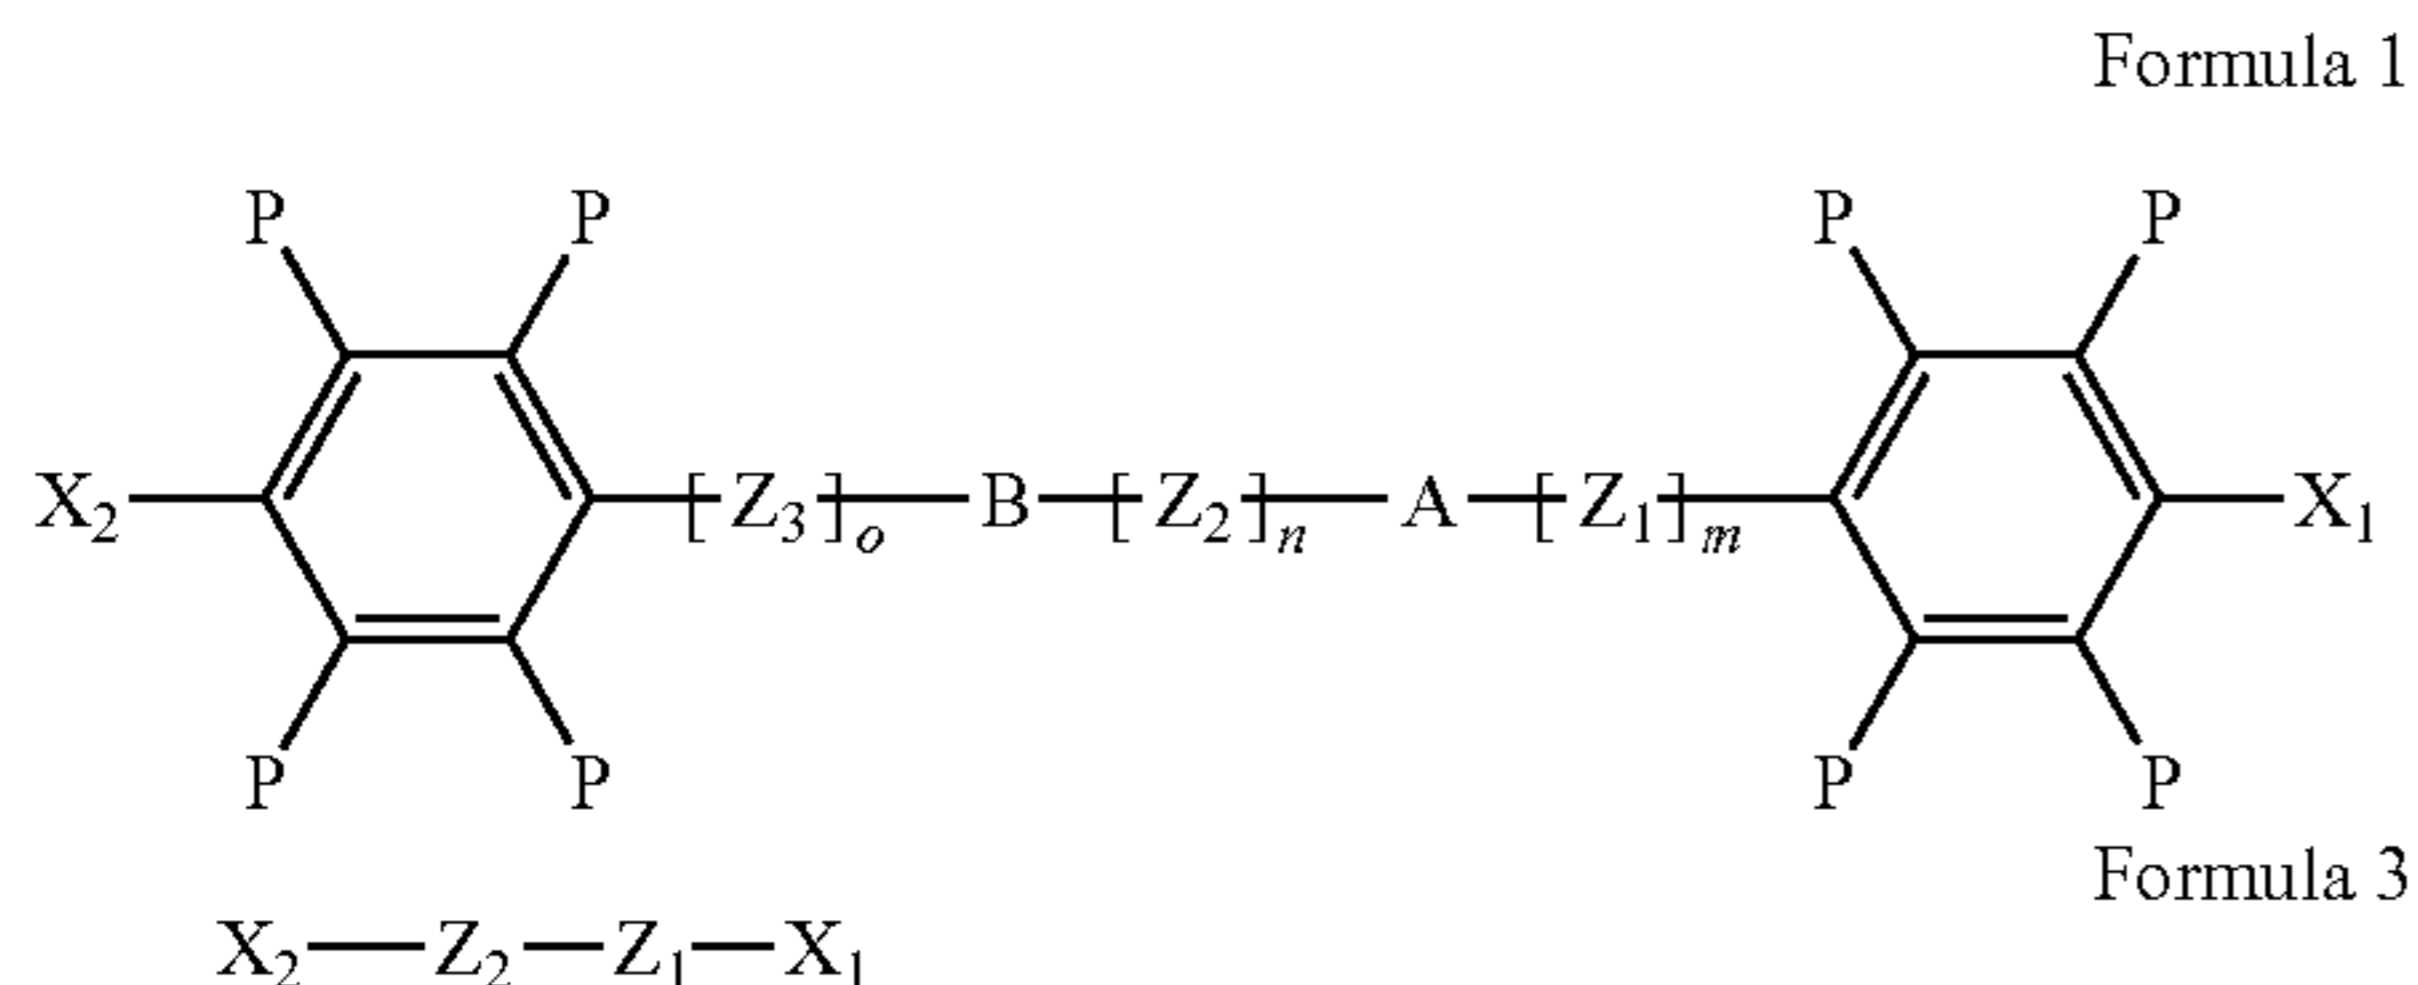 Formula 1
P P P P
X₂ [Z₃]ₒ B [Z₂]ₙ A [Z₁]ₘ X₁
P P P P
Formula 3
X₂—Z₂—Z₁—X₁